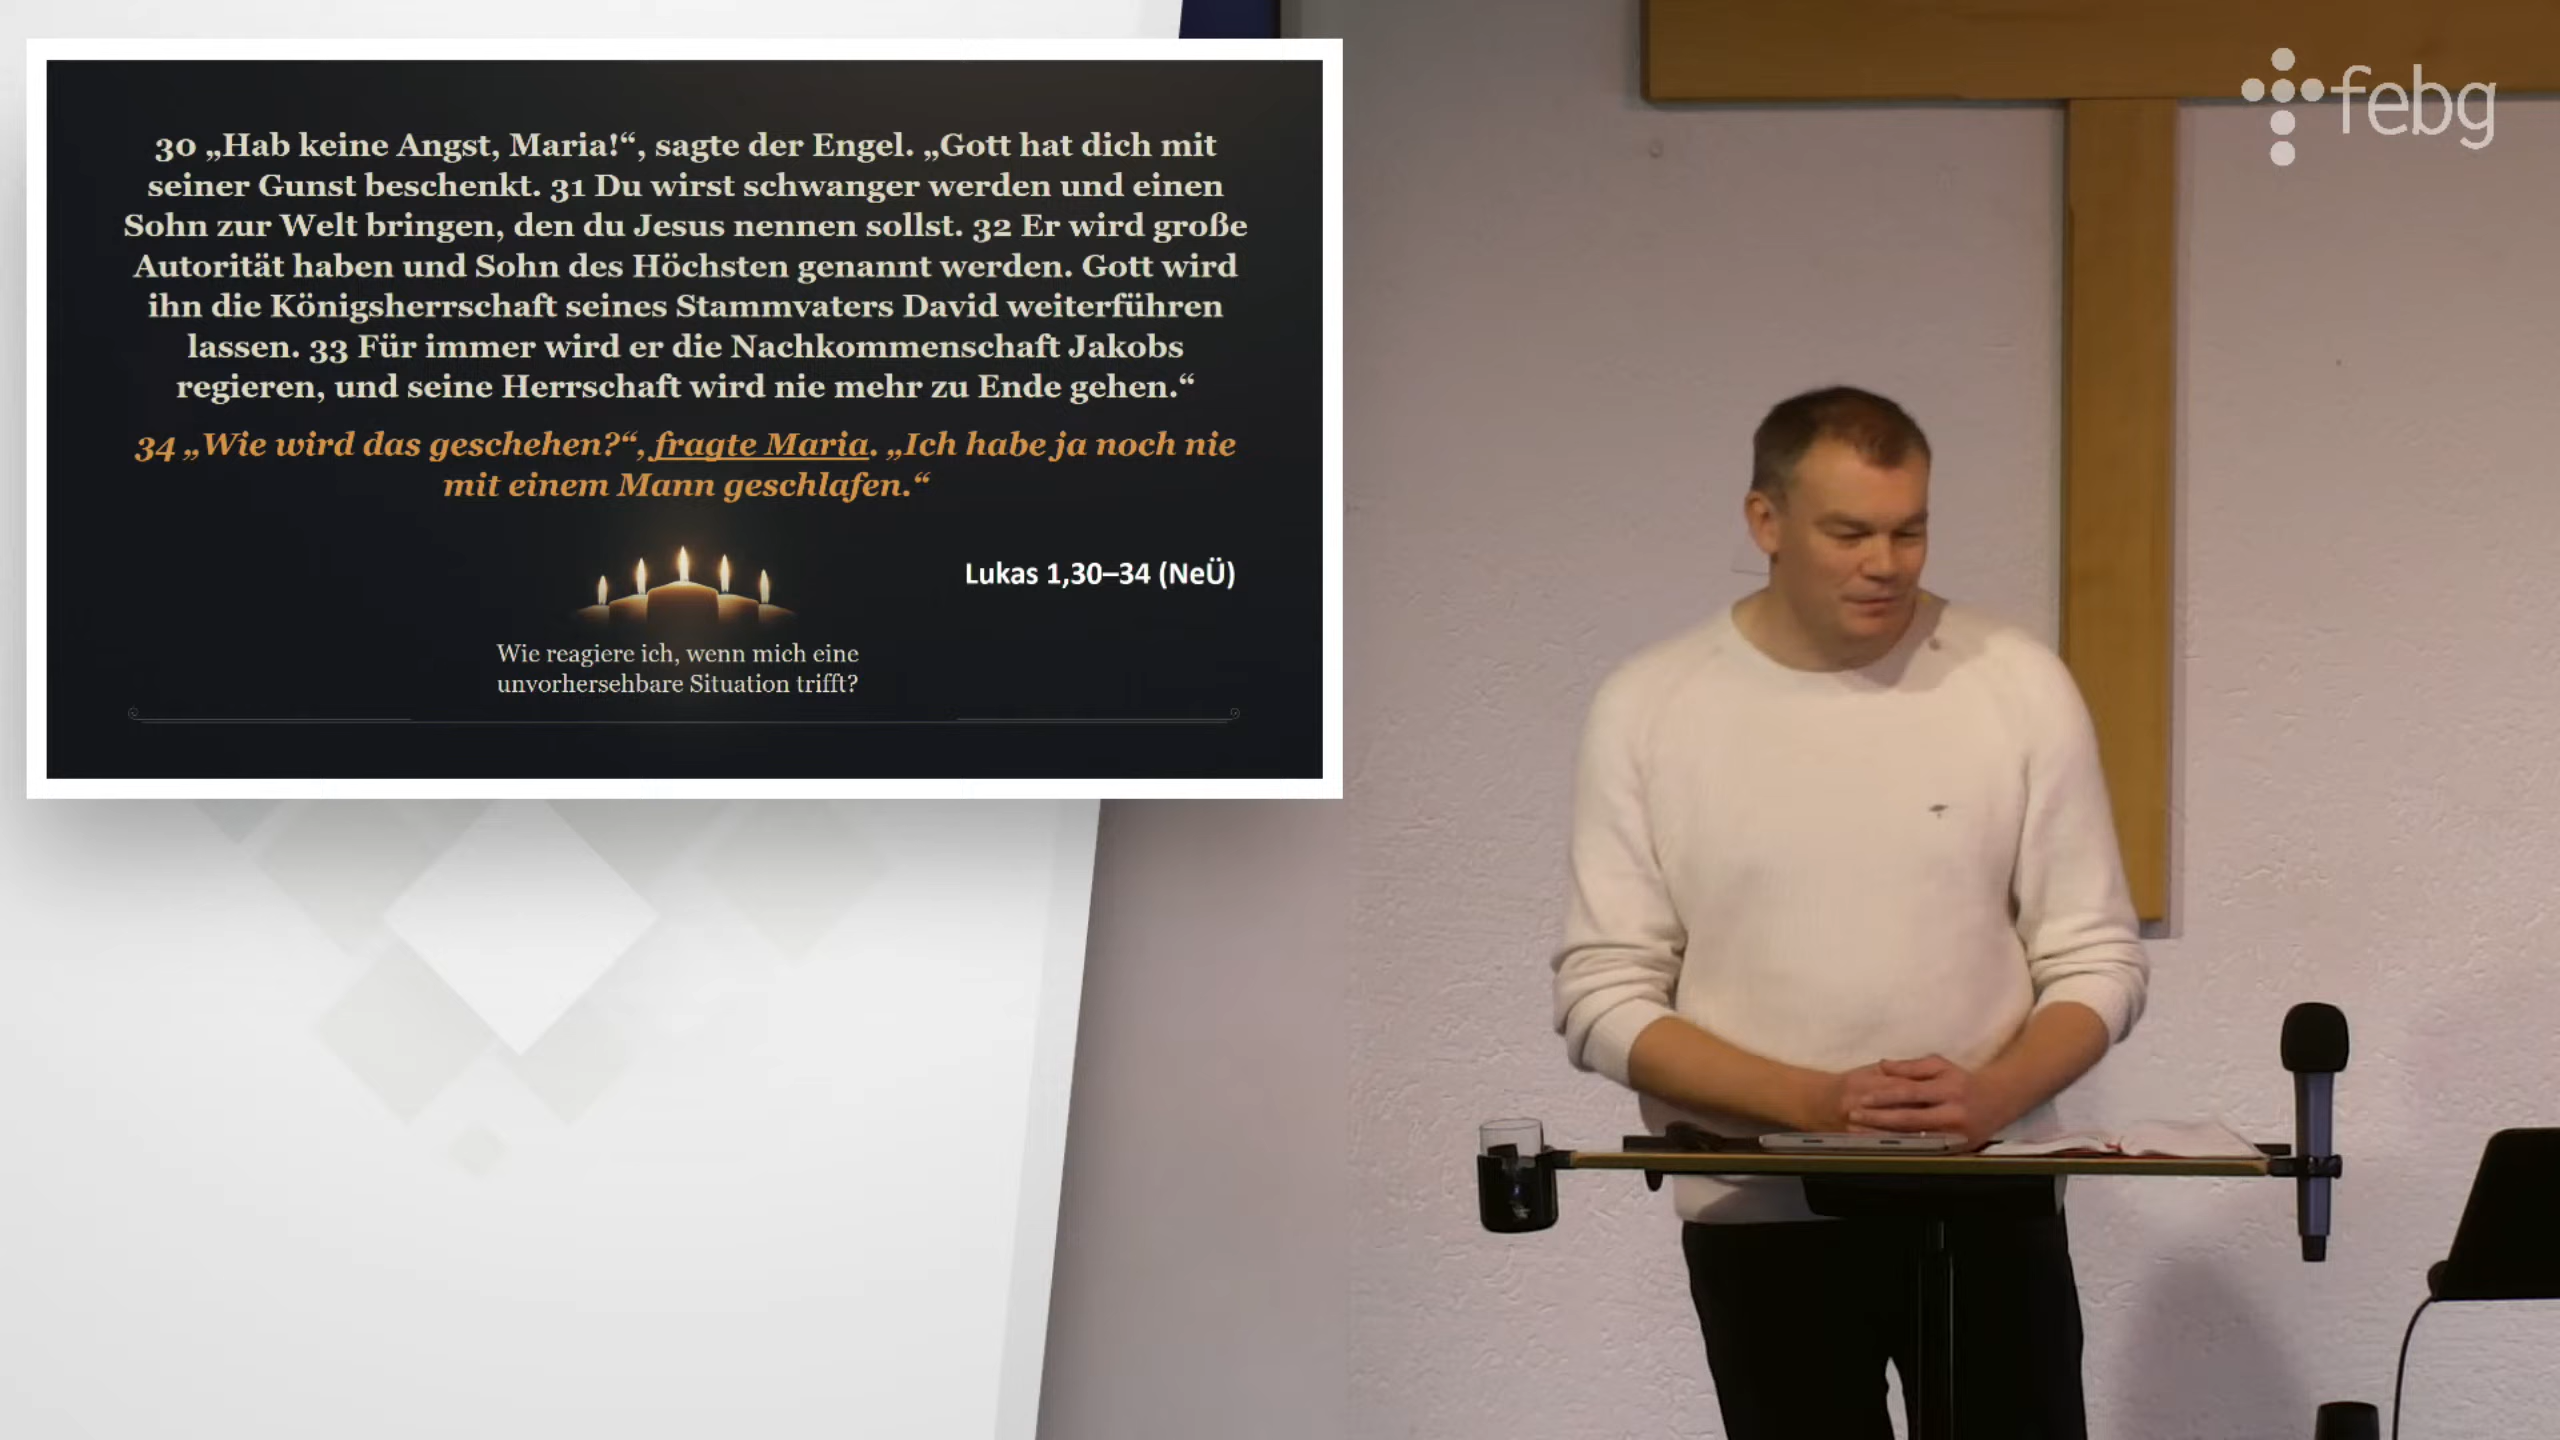 30 „Hab keine Angst, Maria!“, sagte der Engel. „Gott hat dich mit
seiner Gunst beschenkt. 31 Du wirst schwanger werden und einen
Sohn zur Welt bringen, den du Jesus nennen sollst. 32 Er wird große
Autorität haben und Sohn des Höchsten genannt werden. Gott wird
ihn die Königsherrschaft seines Stammvaters David weiterführen
lassen. 33 Für immer wird er die Nachkommenschaft Jakobs
regieren, und seine Herrschaft wird nie mehr zu Ende gehen.“
34 „Wie wird das geschehen?“, fragte Maria. „Ich habe ja noch nie
mit einem Mann geschlafen.“
Lukas 1,30–34 (NeÜ)
Wie reagiere ich, wenn mich eine
unvorhersehbare Situation trifft?
febg